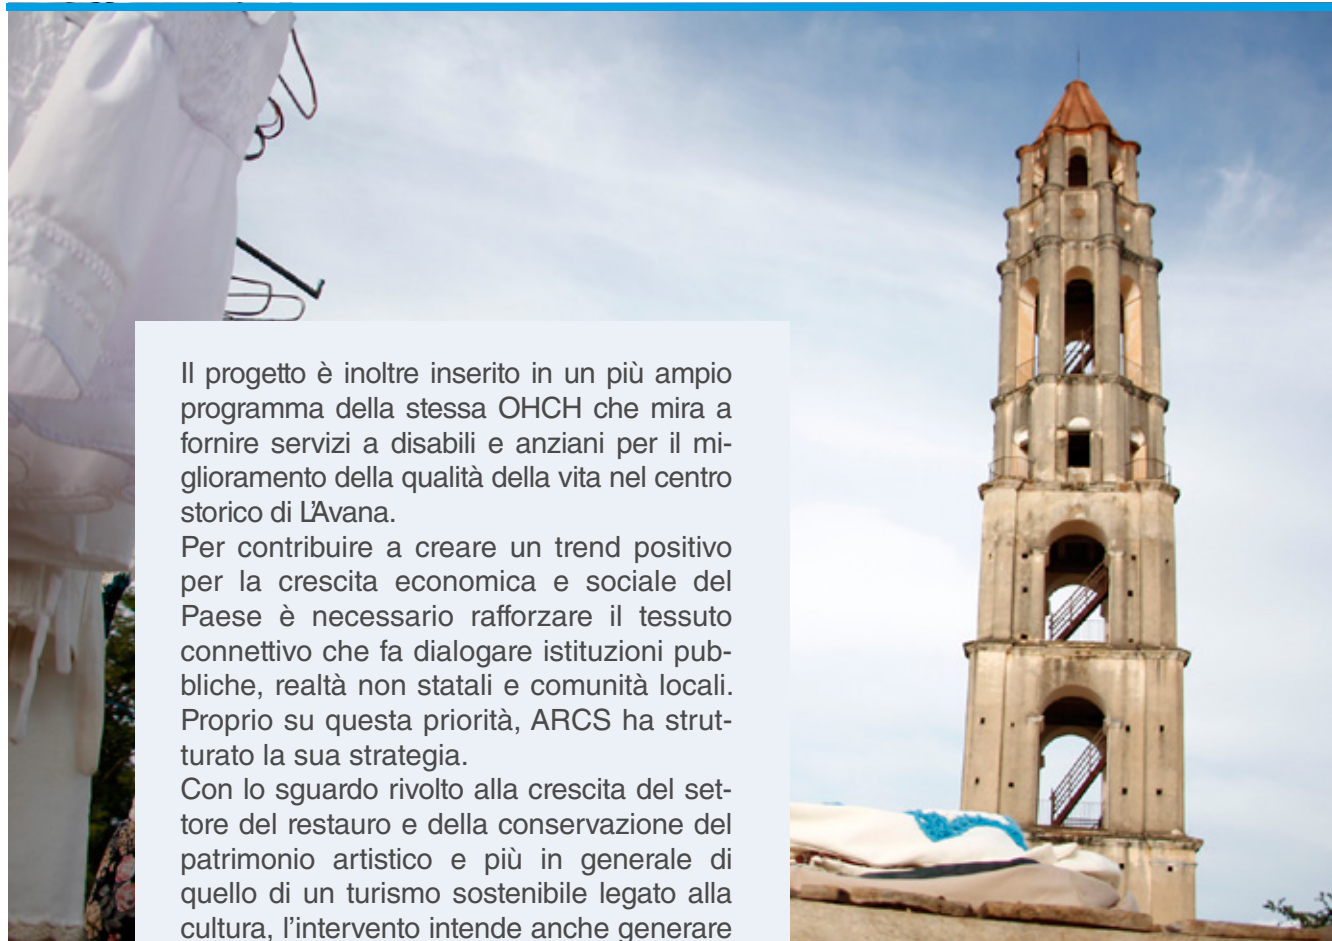 Il progetto è inoltre inserito in un più ampio
programma della stessa OHCH che mira a
fornire servizi a disabili e anziani per il mi-
glioramento della qualità della vita nel centro
storico di L'Avana.
Per contribuire a creare un trend positivo
per la crescita economica e sociale del
Paese è necessario rafforzare il tessuto
connettivo che fa dialogare istituzioni pub-
bliche, realtà non statali e comunità locali.
Proprio su questa priorità, ARCS ha strut-
turato la sua strategia.
Con lo sguardo rivolto alla crescita del set-
tore del restauro e della conservazione del
patrimonio artistico e più in generale di
quello di un turismo sostenibile legato alla
cultura, l'intervento intende anche generare